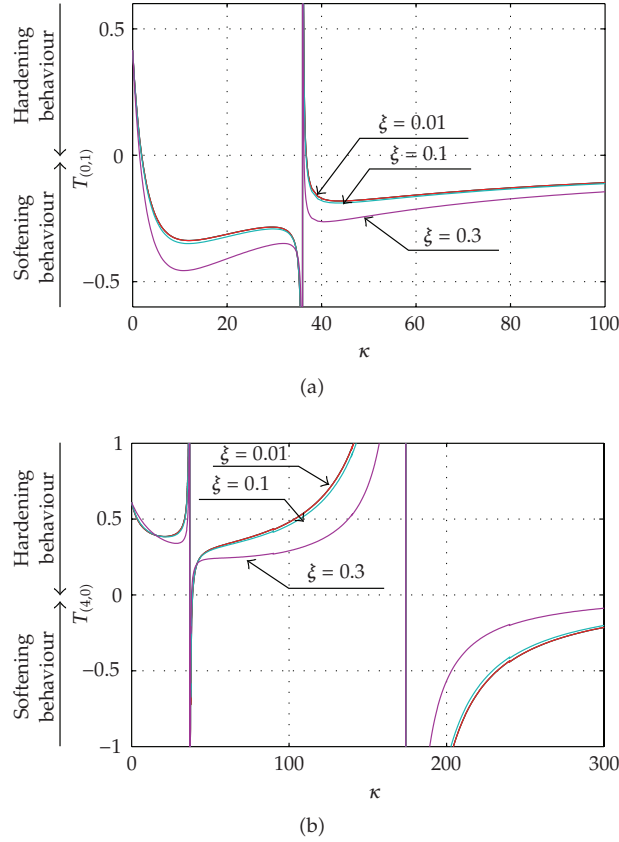 Hardening
behaviour
Softening
behaviour
T(0,1)
0.5
0
−0.5
ξ = 0.01
ξ = 0.1
ξ = 0.3
0 20 40 60 80 100
κ
(a)
Hardening
behaviour
Softening
behaviour
T(4,0)
1
0.5
0
−0.5
−1
ξ = 0.01
ξ = 0.1
ξ = 0.3
0 100 200 300
κ
(b)